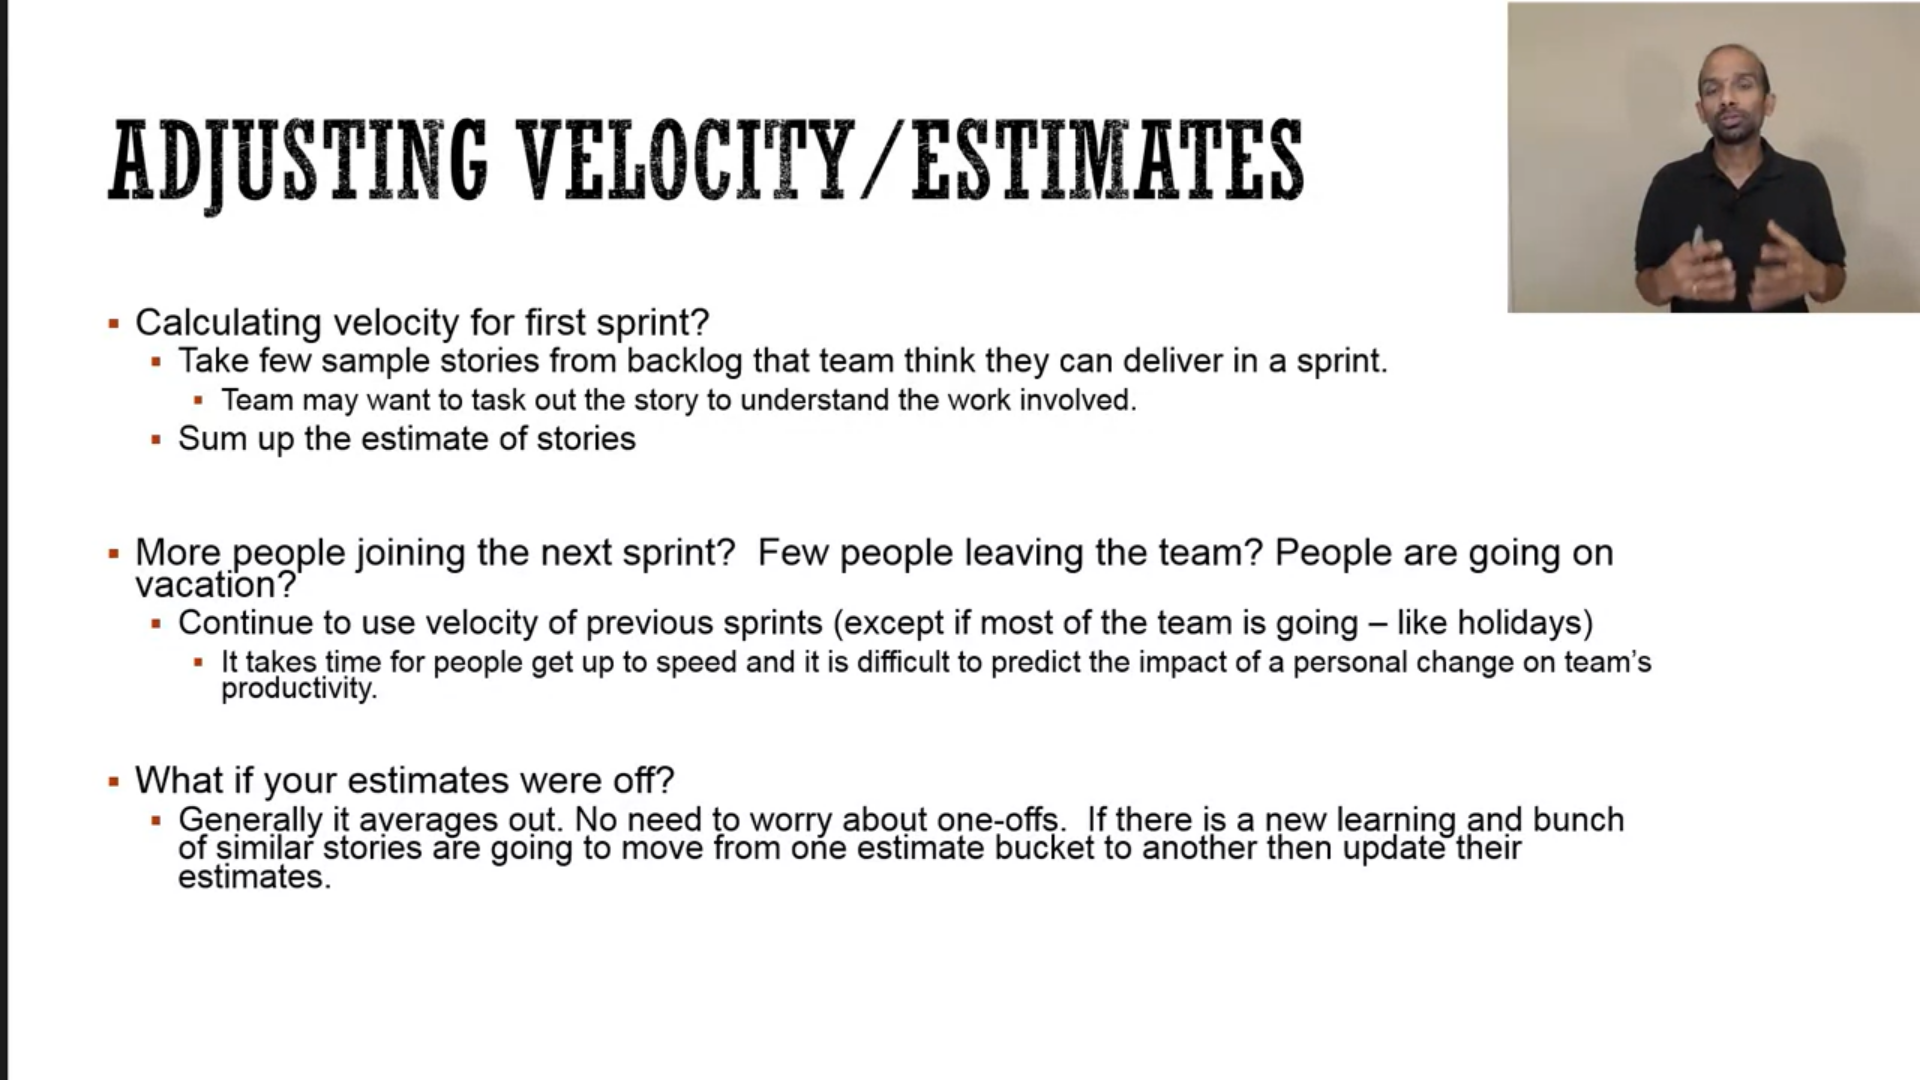 ADJUSTING VELOCITY/ESTIMATES
Calculating velocity for first sprint?
Take few sample stories from backlog that team think they can deliver in a sprint.
Team may want to task out the story to understand the work involved.
Sum up the estimate of stories
More people joining the next sprint?  Few people leaving the team? People are going on
vacation?
Continue to use velocity of previous sprints (except if most of the team is going – like holidays)
It takes time for people get up to speed and it is difficult to predict the impact of a personal change on team’s
productivity.
What if your estimates were off?
Generally it averages out. No need to worry about one-offs.  If there is a new learning and bunch
of similar stories are going to move from one estimate bucket to another then update their
estimates.